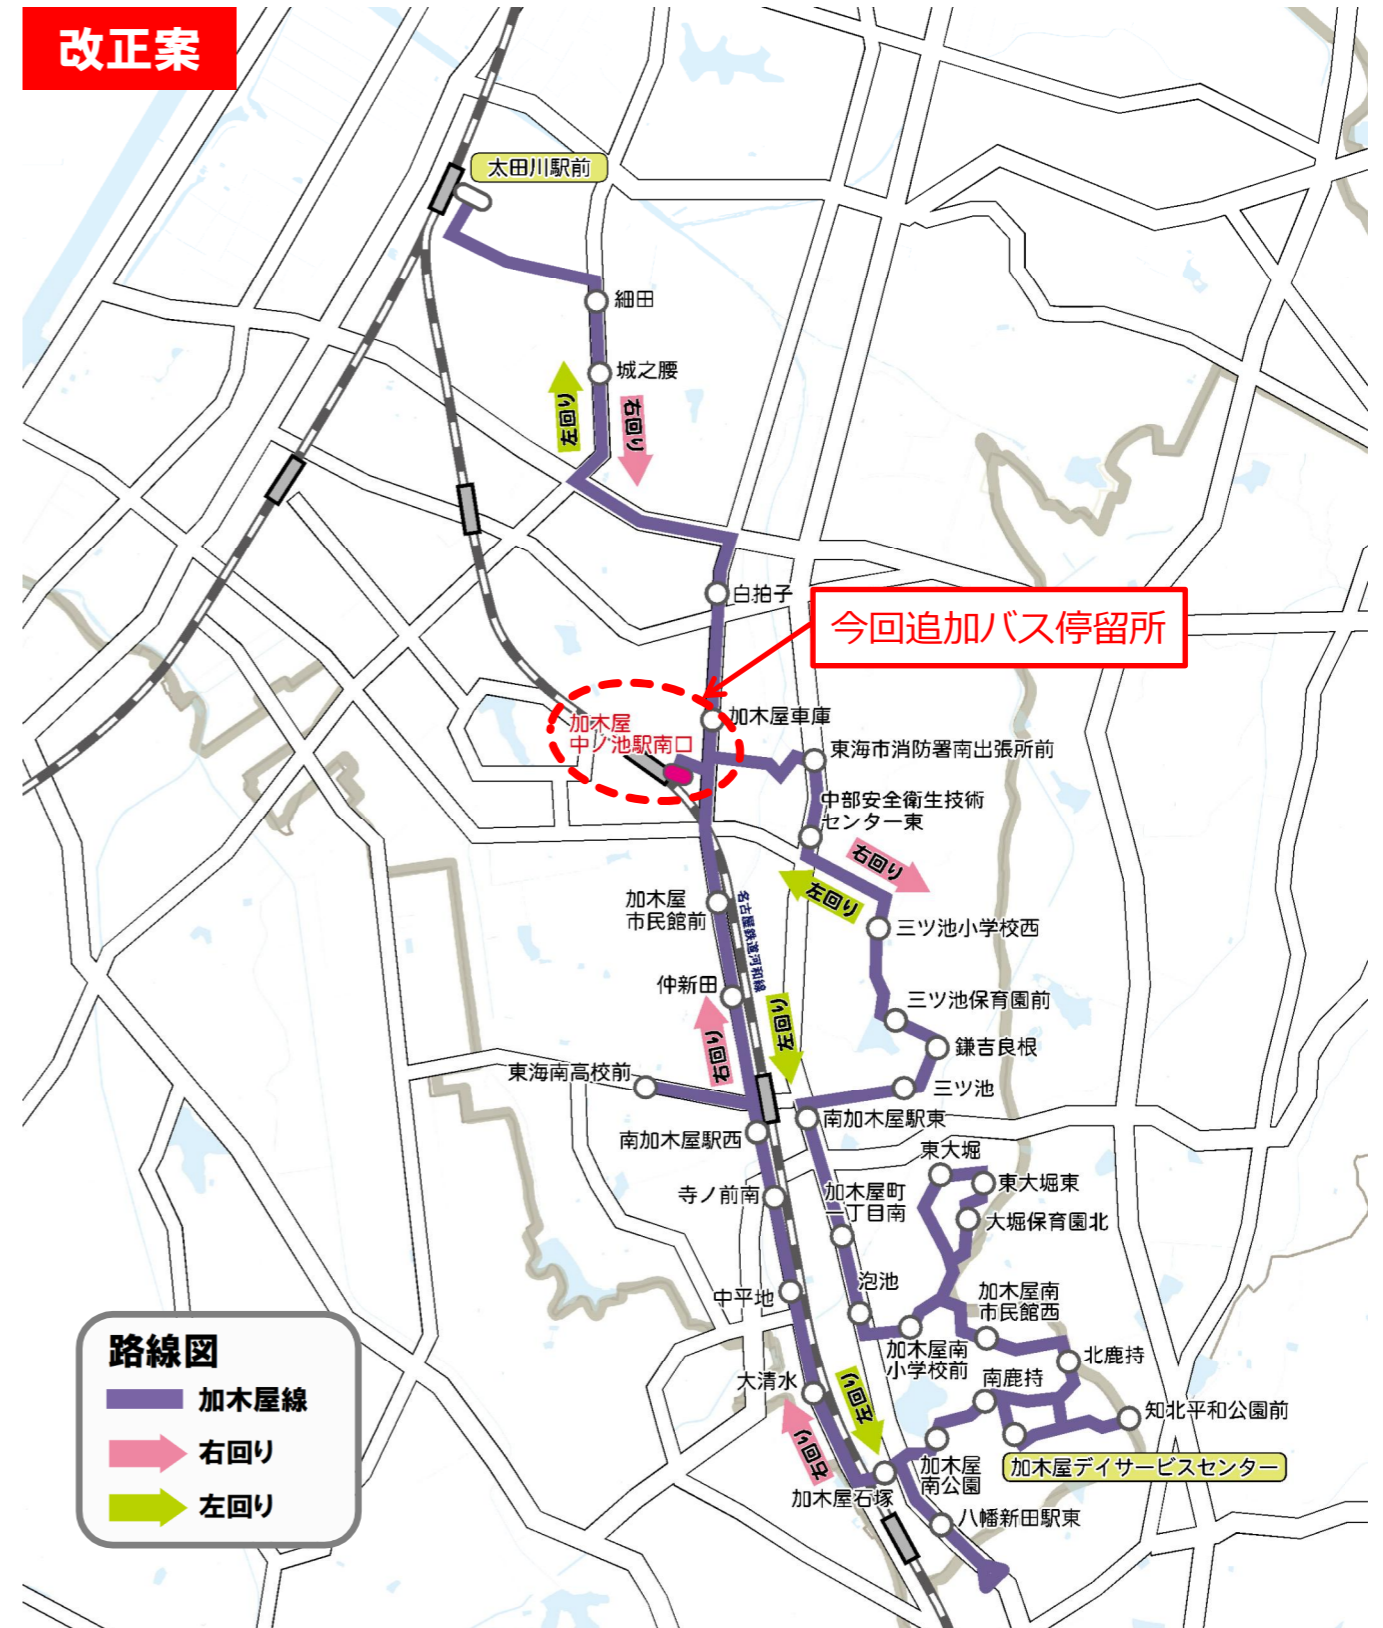 改正案
太田川駅前
細田
城之腰
左回り
右回り
白拍子
今回追加バス停留所
加木屋
中ノ池駅南口
加木屋車庫
東海市消防署南出張所前
中部安全衛生技術
センター東
右回り
左回り
加木屋
市民館前
名古屋鉄道河和線
三ツ池小学校西
仲新田
三ツ池保育園前
右回り
左回り
鎌吉良根
東海南高校前
三ツ池
南加木屋駅西
南加木屋駅東
東大堀
東大堀東
寺ノ前南
加木屋町
一丁目南
大堀保育園北
中平地
泡池
加木屋南
市民館西
加木屋南
小学校前
北鹿持
大清水
左回り
南鹿持
知北平和公園前
右回り
加木屋
南公園
加木屋デイサービスセンター
加木屋石塚
八幡新田駅東
路線図
加木屋線
右回り
左回り